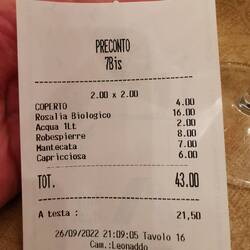 PRECONTO
7Bis
2.00 x 2.00
COPERTO 4.00
Rosalia Biologico 16.00
Acqua 1Lt 2.00
Robespierre 8.00
Mantecata 7.00
Capricciosa 6.00
TOT. 43.00
A testa : 21,50
26/09/2022 21:09:05 Tavolo 16
Cam.:Leonaddo